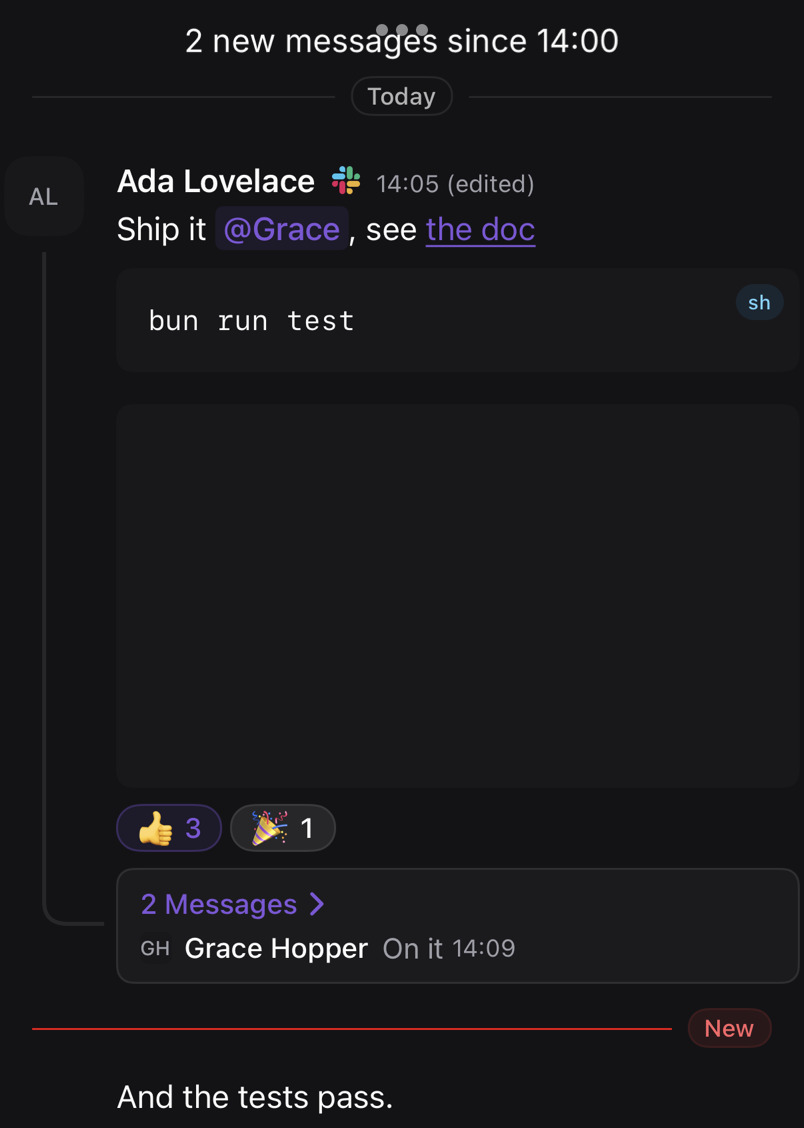 2 new messages since 14:00
Today
AL
Ada Lovelace 14:05 (edited)
Ship it @Grace, see the doc
sh
bun run test
👍 3 🎉 1
2 Messages
GH Grace Hopper On it 14:09
New
And the tests pass.